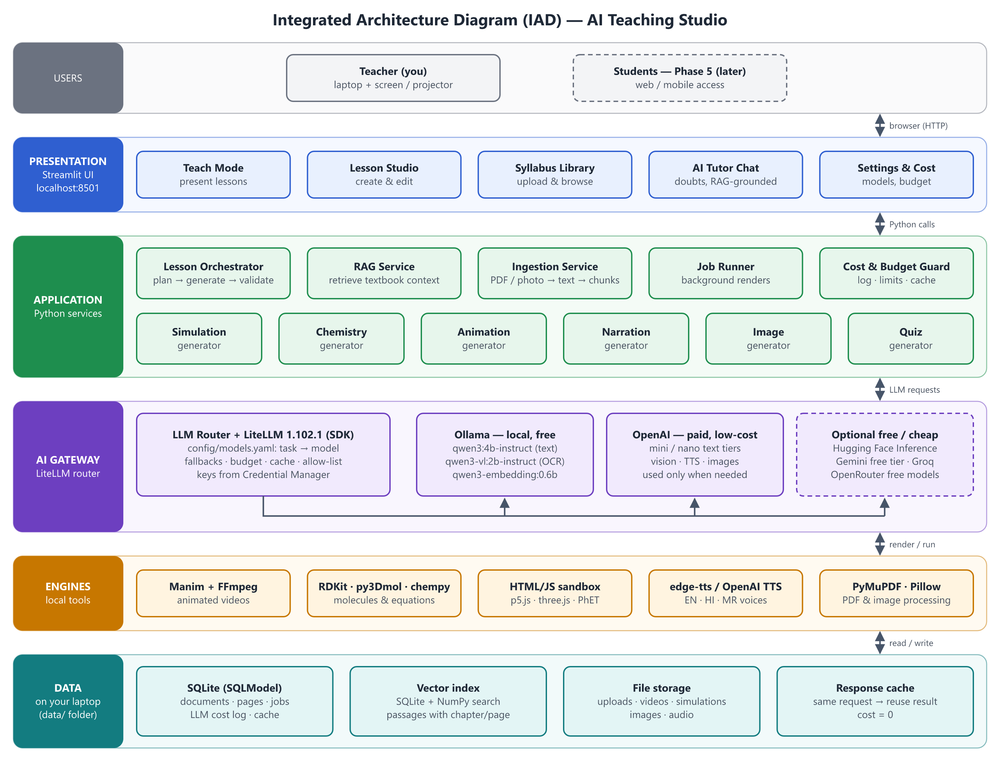 Integrated Architecture Diagram (IAD) — AI Teaching Studio
USERS
Teacher (you)
laptop + screen / projector
Students — Phase 5 (later)
web / mobile access
browser (HTTP)
PRESENTATION
Streamlit UI
localhost:8501
Teach Mode
present lessons
Lesson Studio
create & edit
Syllabus Library
upload & browse
AI Tutor Chat
doubts, RAG-grounded
Settings & Cost
models, budget
Python calls
APPLICATION
Python services
Lesson Orchestrator
plan → generate → validate
RAG Service
retrieve textbook context
Ingestion Service
PDF / photo → text → chunks
Job Runner
background renders
Cost & Budget Guard
log · limits · cache
Simulation
generator
Chemistry
generator
Animation
generator
Narration
generator
Image
generator
Quiz
generator
LLM requests
AI GATEWAY
LiteLLM router
LLM Router + LiteLLM 1.102.1 (SDK)
config/models.yaml: task → model
fallbacks · budget · cache · allow-list
keys from Credential Manager
Ollama — local, free
qwen3:4b-instruct (text)
qwen3-vl:2b-instruct (OCR)
qwen3-embedding:0.6b
OpenAI — paid, low-cost
mini / nano text tiers
vision · TTS · images
used only when needed
Optional free / cheap
Hugging Face Inference
Gemini free tier · Groq
OpenRouter free models
render / run
ENGINES
local tools
Manim + FFmpeg
animated videos
RDKit · py3Dmol · chempy
molecules & equations
HTML/JS sandbox
p5.js · three.js · PhET
edge-tts / OpenAI TTS
EN · HI · MR voices
PyMuPDF · Pillow
PDF & image processing
read / write
DATA
on your laptop
(data/ folder)
SQLite (SQLModel)
documents · pages · jobs
LLM cost log · cache
Vector index
SQLite + NumPy search
passages with chapter/page
File storage
uploads · videos · simulations
images · audio
Response cache
same request → reuse result
cost = 0